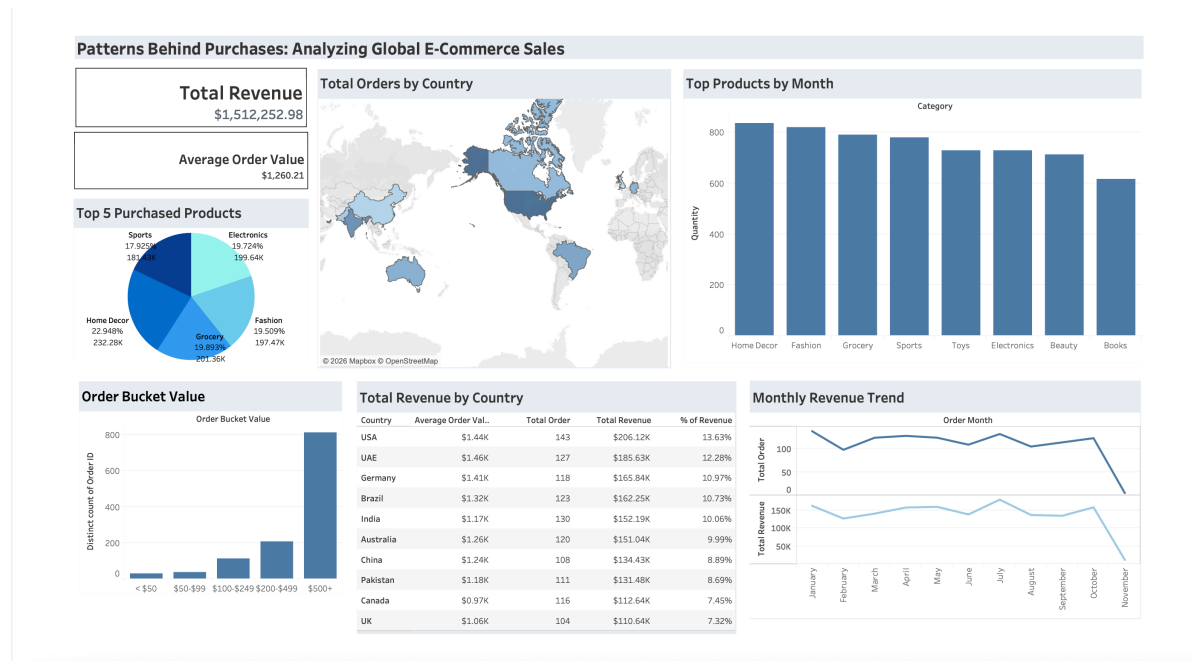 Patterns Behind Purchases: Analyzing Global E-Commerce Sales
Total Revenue
$1,512,252.98
Average Order Value
$1,260.21
Top 5 Purchased Products
Sports
17.925%
181.43K
Electronics
19.724%
199.64K
Home Decor
22.948%
232.28K
Grocery
19.893%
201.36K
Fashion
19.509%
197.47K
Total Orders by Country
© 2026 Mapbox © OpenStreetMap
Top Products by Month
Category
Quantity
800
600
400
200
0
Home Decor Fashion Grocery Sports Toys Electronics Beauty Books
Order Bucket Value
Order Bucket Value
Distinct count of Order ID
800
600
400
200
0
< $50 $50-$99 $100-$249 $200-$499 $500+
Total Revenue by Country
Country Average Order Val.. Total Order Total Revenue % of Revenue
USA $1.44K 143 $206.12K 13.63%
UAE $1.46K 127 $185.63K 12.28%
Germany $1.41K 118 $165.84K 10.97%
Brazil $1.32K 123 $162.25K 10.73%
India $1.17K 130 $152.19K 10.06%
Australia $1.26K 120 $151.04K 9.99%
China $1.24K 108 $134.43K 8.89%
Pakistan $1.18K 111 $131.48K 8.69%
Canada $0.97K 116 $112.64K 7.45%
UK $1.06K 104 $110.64K 7.32%
Monthly Revenue Trend
Order Month
Total Order
100
50
0
Total Revenue
150K
100K
50K
January February March April May June July August September October November